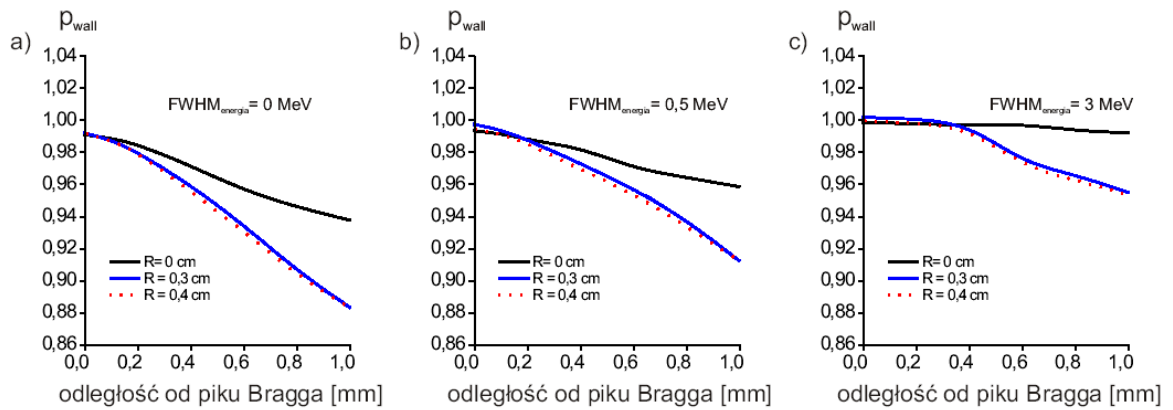 a)
p_wall
1,04
1,02
1,00
0,98
0,96
0,94
0,92
0,90
0,88
0,86
FWHM_energia = 0 MeV
R= 0 cm
R = 0,3 cm
R = 0,4 cm
0,0 0,2 0,4 0,6 0,8 1,0
odległość od piku Bragga [mm]
b)
p_wall
1,04
1,02
1,00
0,98
0,96
0,94
0,92
0,90
0,88
0,86
FWHM_energia = 0,5 MeV
R= 0 cm
R = 0,3 cm
R = 0,4 cm
0,0 0,2 0,4 0,6 0,8 1,0
odległość od piku Bragga [mm]
c)
p_wall
1,04
1,02
1,00
0,98
0,96
0,94
0,92
0,90
0,88
0,86
FWHM_energia = 3 MeV
R= 0 cm
R = 0,3 cm
R = 0,4 cm
0,0 0,2 0,4 0,6 0,8 1,0
odległość od piku Bragga [mm]